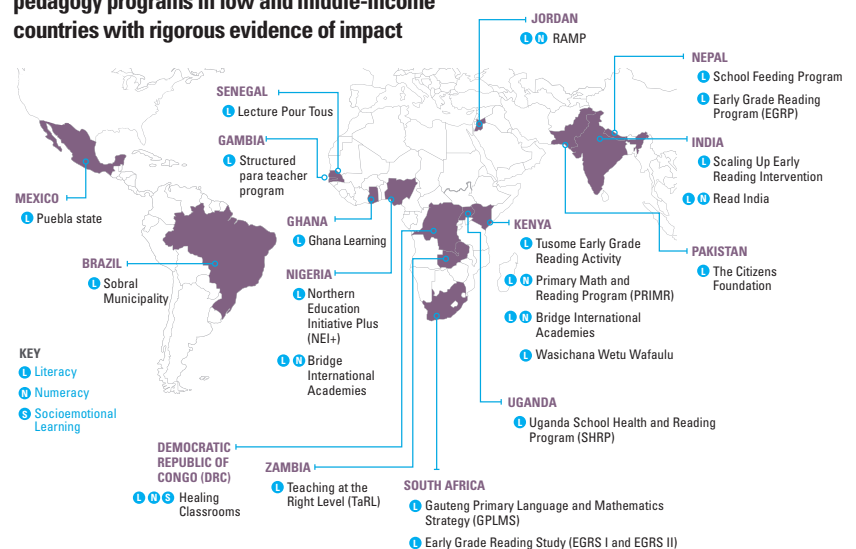 pedagogy programs in low and middle-income
countries with rigorous evidence of impact
JORDAN
L N RAMP
NEPAL
L School Feeding Program
L Early Grade Reading
Program (EGRP)
SENEGAL
L Lecture Pour Tous
GAMBIA
L Structured
para teacher
program
INDIA
L Scaling Up Early
Reading Intervention
L N Read India
MEXICO
L Puebla state
GHANA
L Ghana Learning
KENYA
L Tusome Early Grade
Reading Activity
L N Primary Math and
Reading Program (PRIMR)
L N Bridge International
Academies
L Wasichana Wetu Wafaulu
PAKISTAN
L The Citizens
Foundation
BRAZIL
L Sobral
Municipality
NIGERIA
L Northern
Education
Initiative Plus
(NEI+)
L N Bridge
International
Academies
KEY
L Literacy
N Numeracy
S Socioemotional
Learning
UGANDA
L Uganda School Health and Reading
Program (SHRP)
DEMOCRATIC
REPUBLIC OF
CONGO (DRC)
L N S Healing
Classrooms
ZAMBIA
L Teaching at the
Right Level (TaRL)
SOUTH AFRICA
L Gauteng Primary Language and Mathematics
Strategy (GPLMS)
L Early Grade Reading Study (EGRS I and EGRS II)